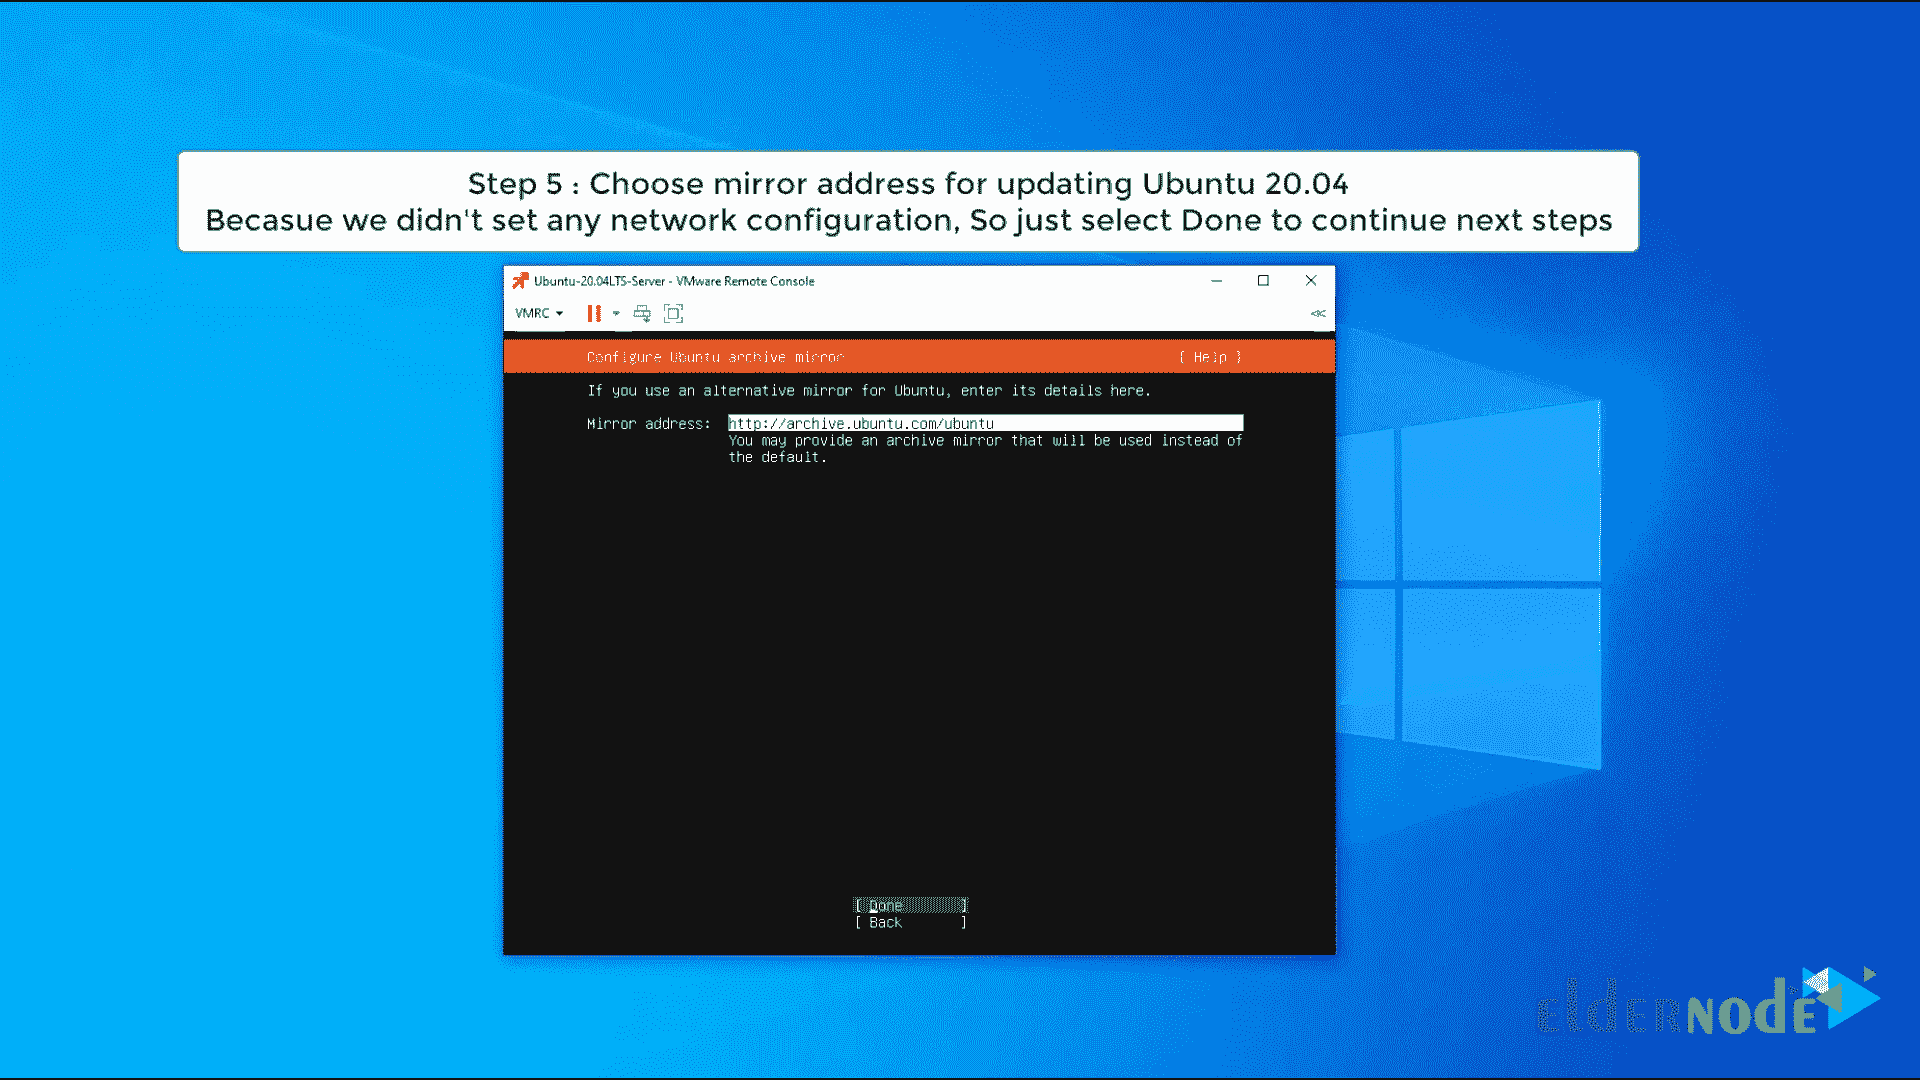 Step 5 : Choose mirror address for updating Ubuntu 20.04
Becasue we didn't set any network configuration, So just select Done to continue next steps
Ubuntu-20.04LTS-Server - VMware Remote Console
VMRC
Configure Ubuntu archive mirror [ Help ]
If you use an alternative mirror for Ubuntu, enter its details here.
Mirror address: http://archive.ubuntu.com/ubuntu
You may provide an archive mirror that will be used instead of
the default.
[ Done ]
[ Back ]
elderNode